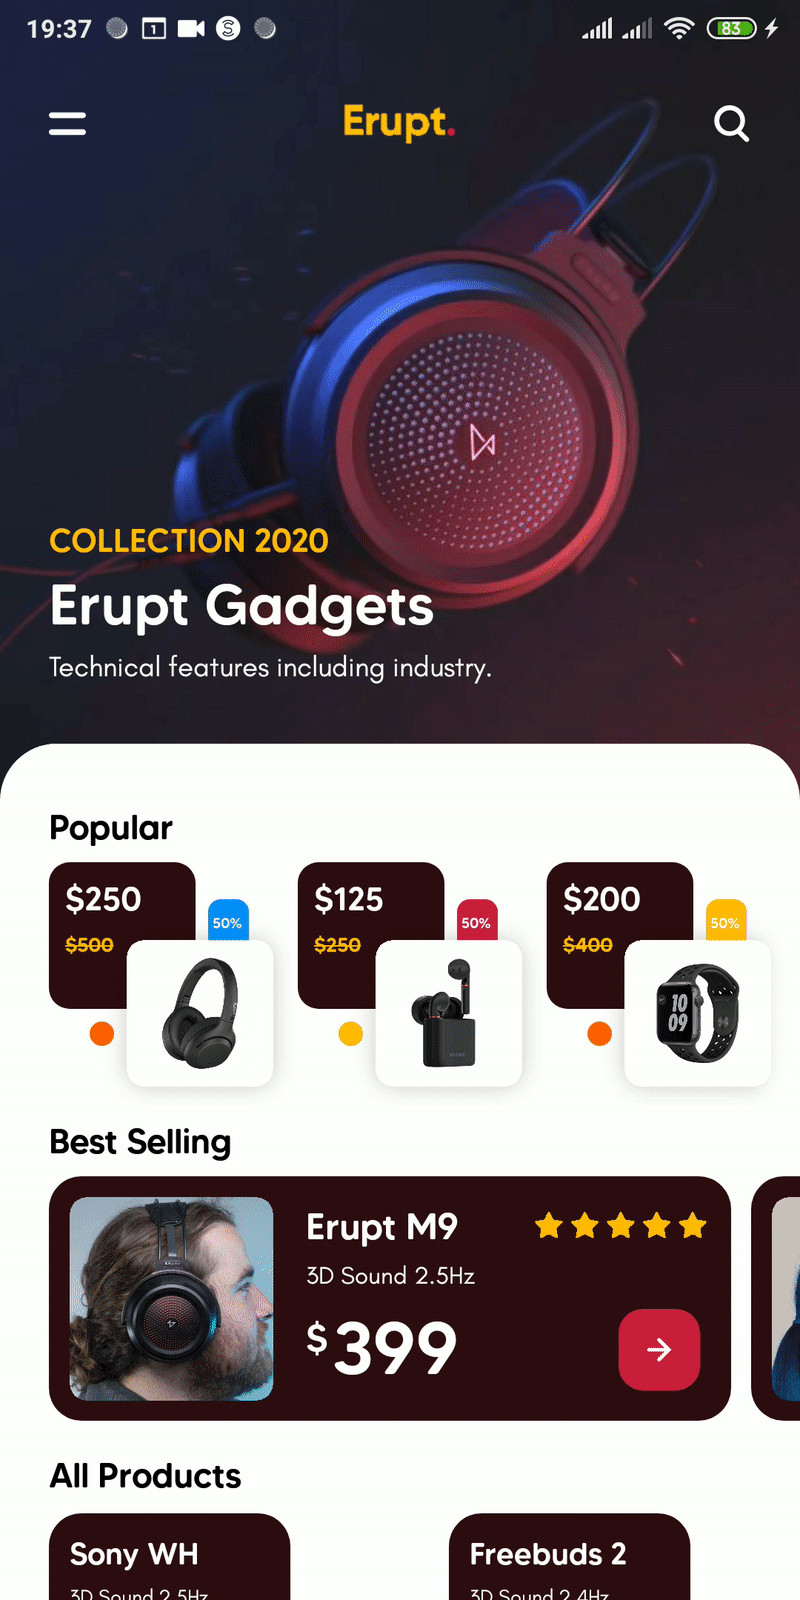 19:37
1
S
83
Erupt.
COLLECTION 2020
Erupt Gadgets
Technical features including industry.
Popular
$250
$500
50%
$125
$250
50%
$200
$400
50%
10
09
HUAWEI
Best Selling
Erupt M9
3D Sound 2.5Hz
$399
All Products
Sony WH
3D Sound 2.5Hz
Freebuds 2
3D Sound 2.4Hz